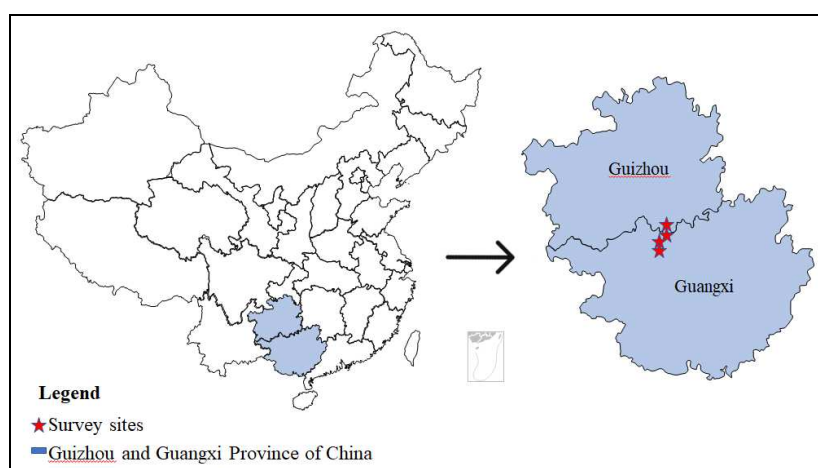 Guizhou
Guangxi
Legend
Survey sites
Guizhou and Guangxi Province of China